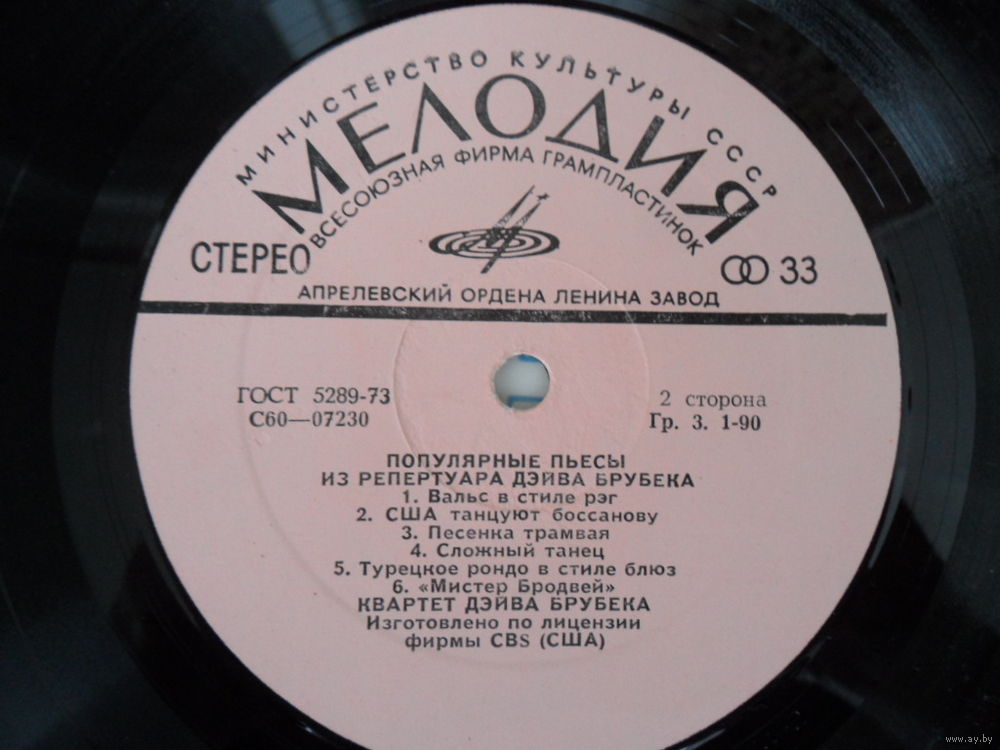 МИНИСТЕРСТВО КУЛЬТУРЫ СССР
МЕЛОДИЯ
ВСЕСОЮЗНАЯ ФИРМА ГРАМПЛАСТИНОК
СТЕРЕО
33
АПРЕЛЕВСКИЙ ОРДЕНА ЛЕНИНА ЗАВОД
ГОСТ 5289-73
2 сторона
С60—07230
Гр. 3. 1-90
ПОПУЛЯРНЫЕ ПЬЕСЫ
ИЗ РЕПЕРТУАРА ДЭЙВА БРУБЕКА
1. Вальс в стиле рэг
2. США танцуют боссанову
3. Песенка трамвая
4. Сложный танец
5. Турецкое рондо в стиле блюз
6. «Мистер Бродвей»
КВАРТЕТ ДЭЙВА БРУБЕКА
Изготовлено по лицензии
фирмы CBS (США)
www.ay.by